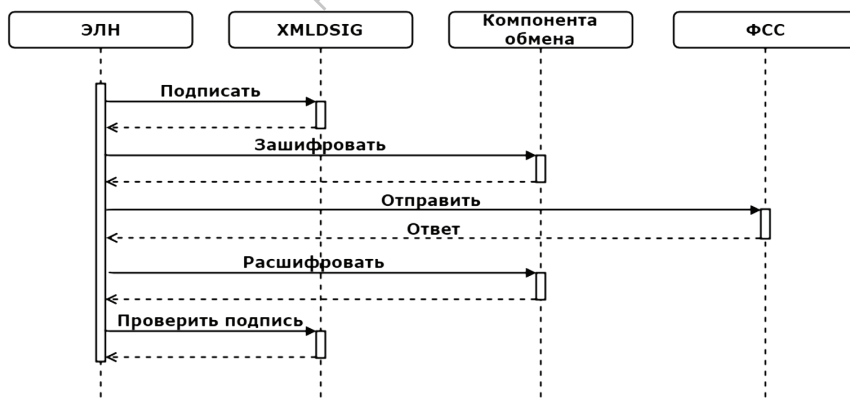 ЭЛН
XMLDSIG
Компонента
обмена
ФСС
Подписать
Зашифровать
Отправить
Ответ
Расшифровать
Проверить подпись